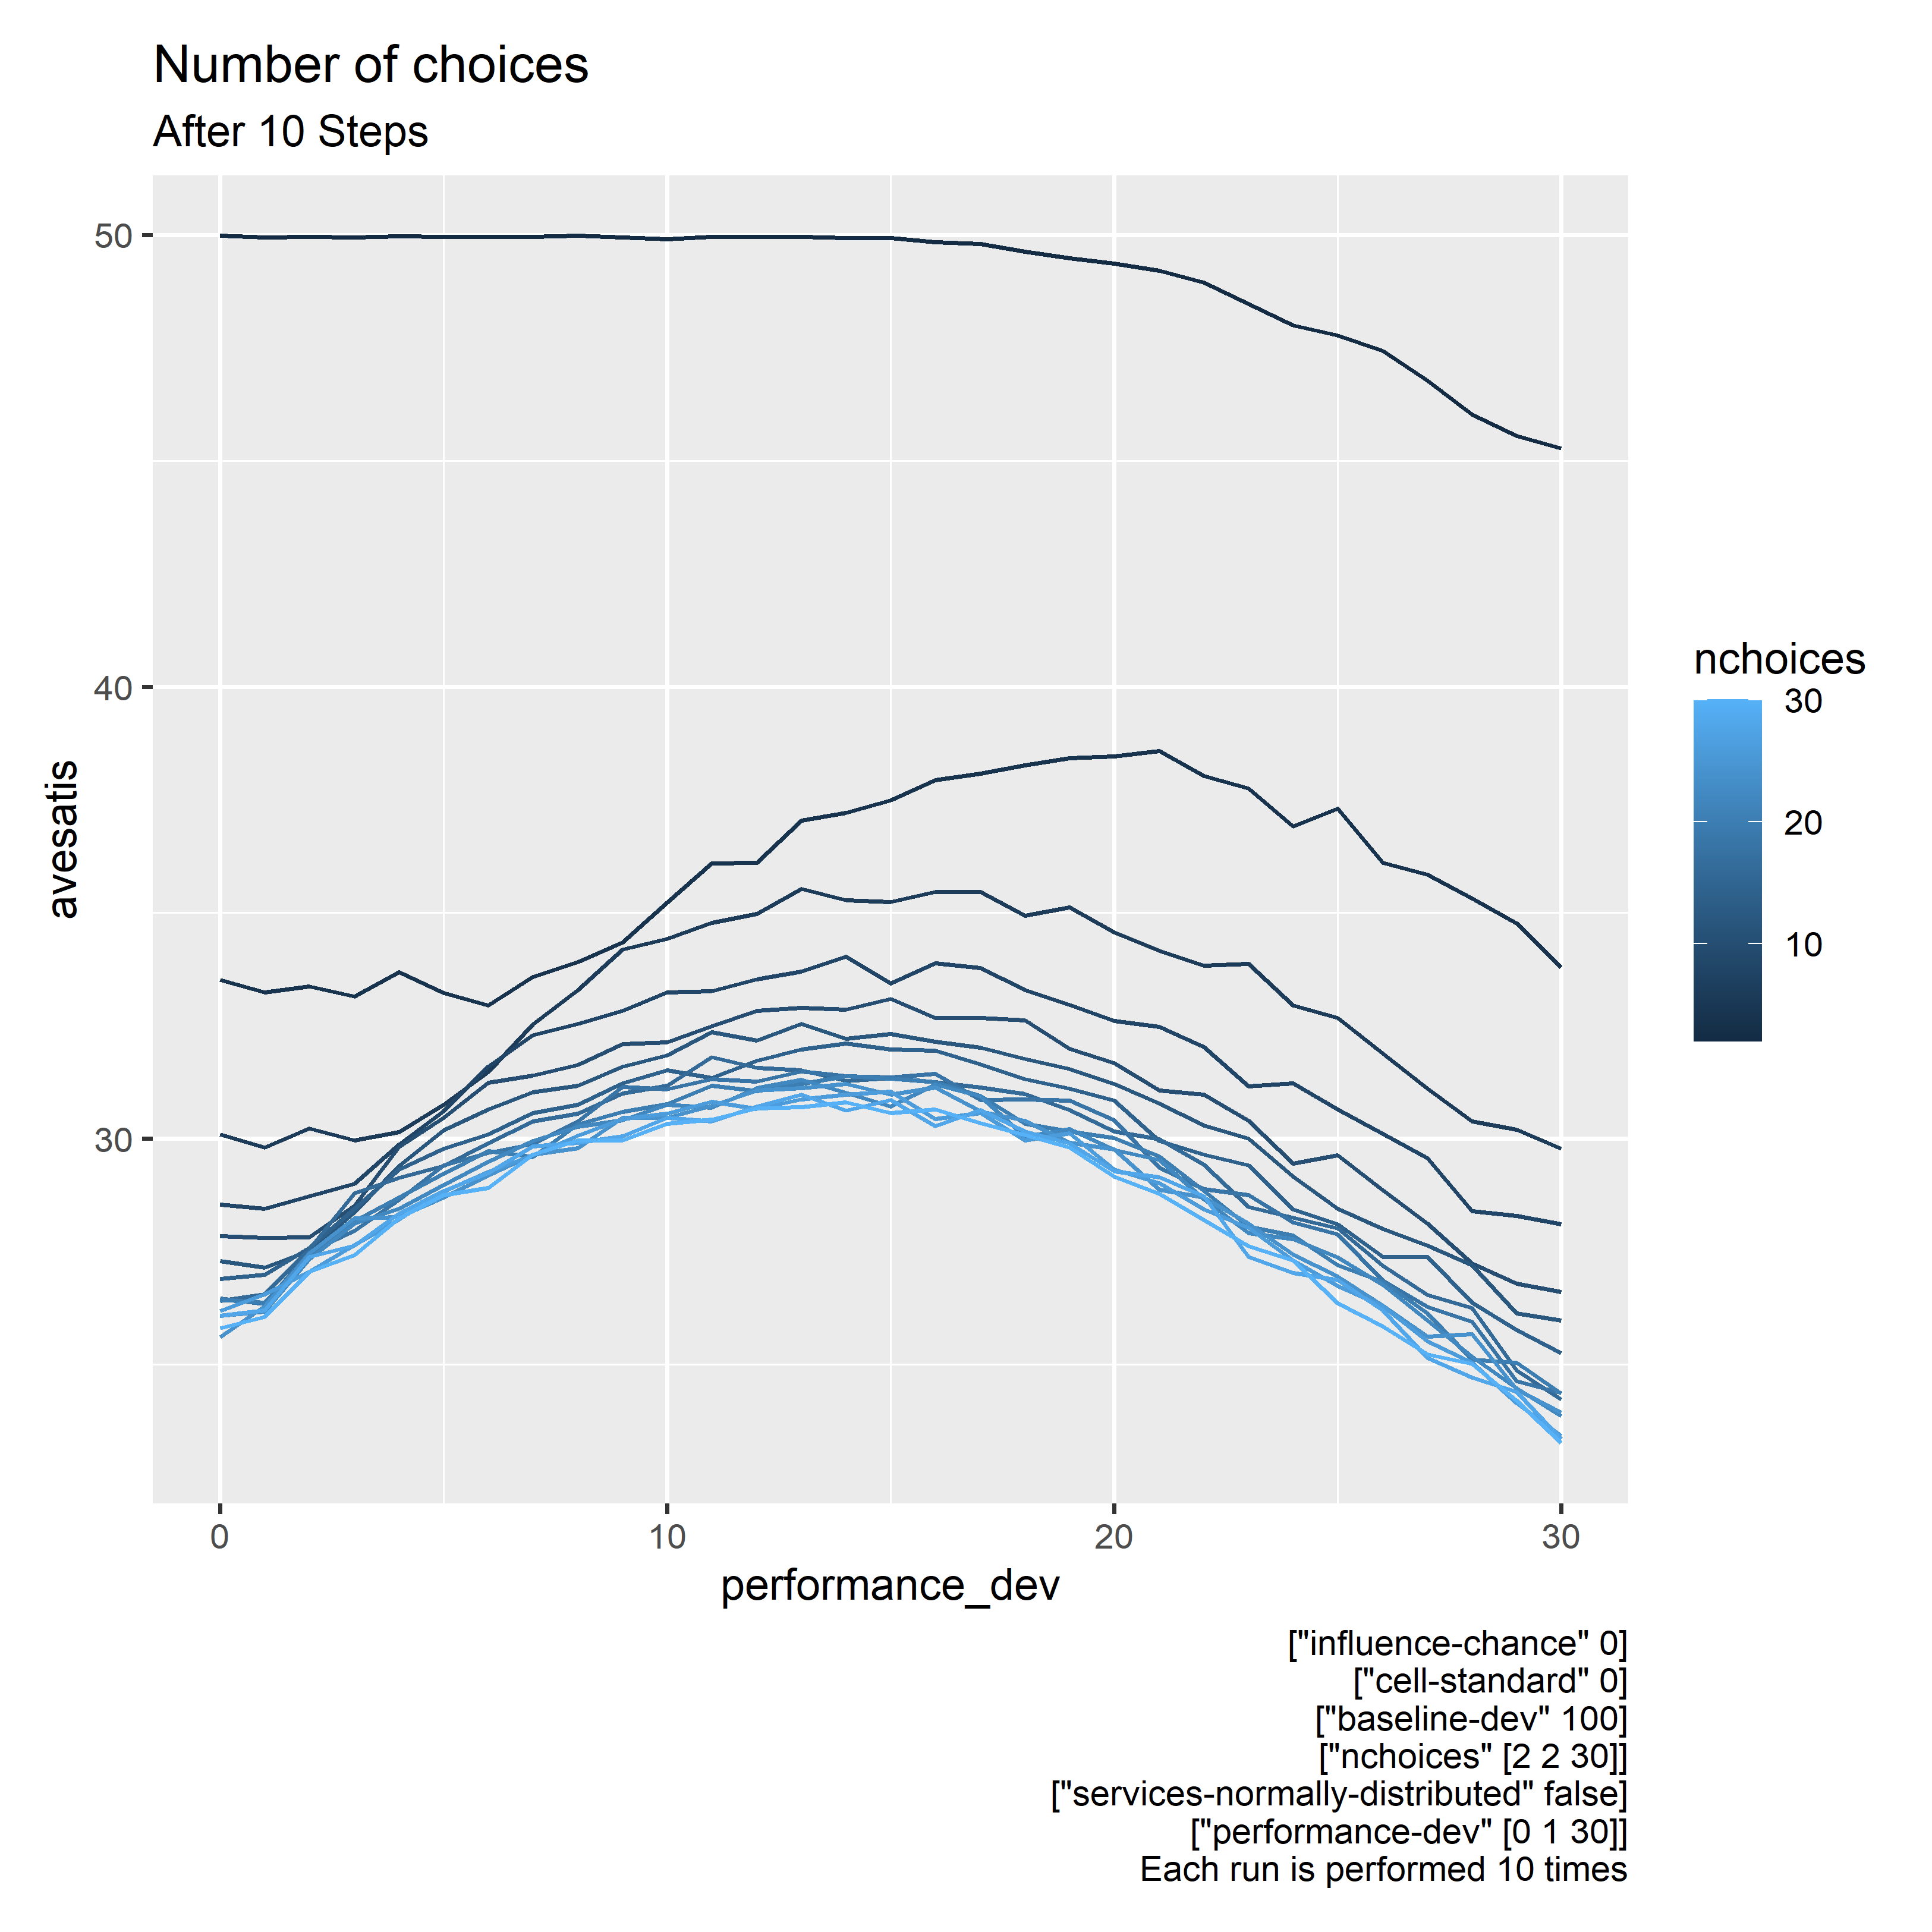 Number of choices
After 10 Steps
50
40
30
avesatis
0 10 20 30
performance_dev
nchoices
30
20
10
["influence-chance" 0]
["cell-standard" 0]
["baseline-dev" 100]
["nchoices" [2 2 30]]
["services-normally-distributed" false]
["performance-dev" [0 1 30]]
Each run is performed 10 times